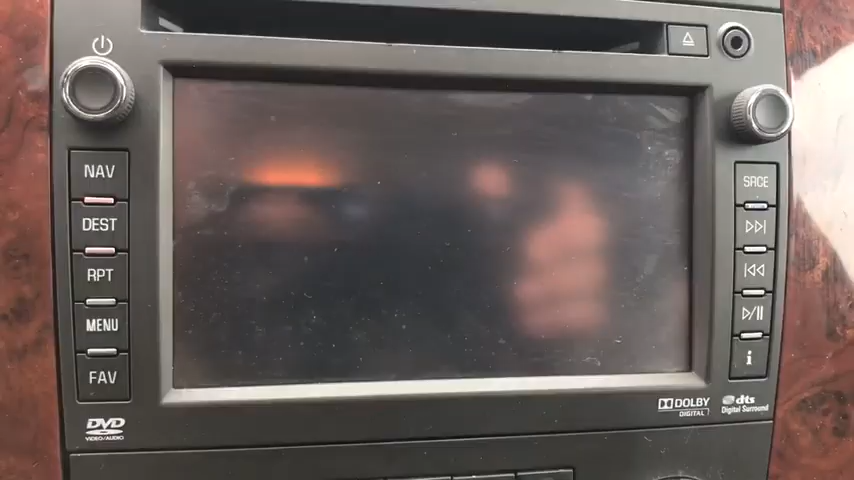 NAV
DEST
RPT
MENU
FAV
SRCE
i
DVD
VIDEO/AUDIO
DOLBY
DIGITAL
dts
Digital Surround